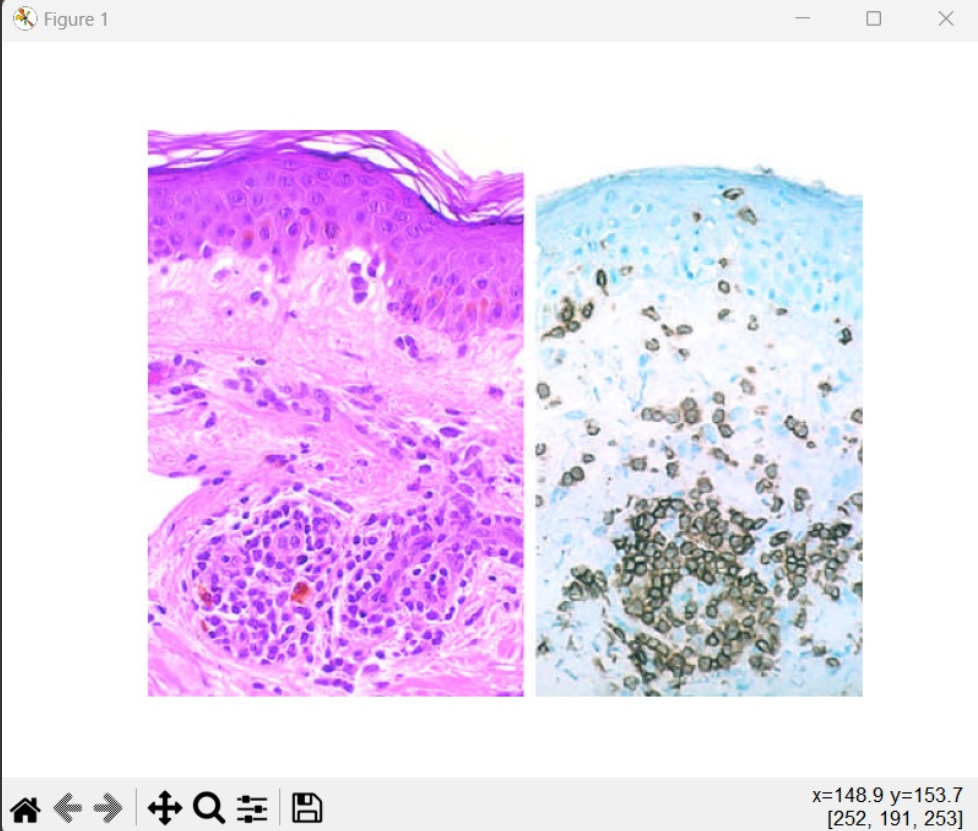 Figure 1
x=148.9 y=153.7
[252, 191, 253]